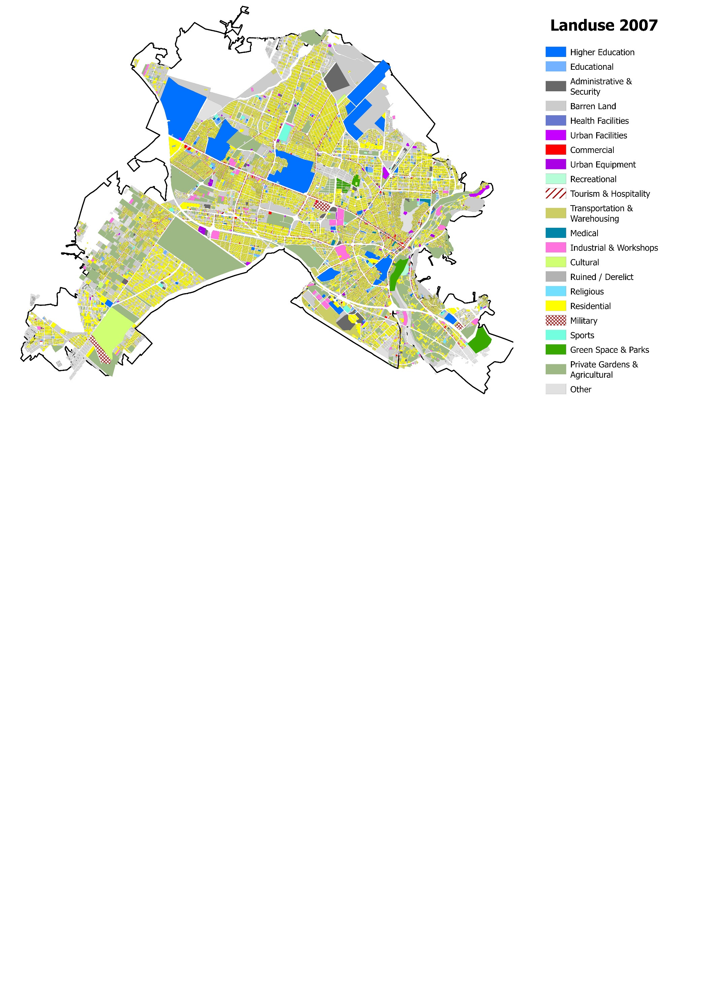 Landuse 2007
Higher Education
Educational
Administrative &
Security
Barren Land
Health Facilities
Urban Facilities
Commercial
Urban Equipment
Recreational
Tourism & Hospitality
Transportation &
Warehousing
Medical
Industrial & Workshops
Cultural
Ruined / Derelict
Religious
Residential
Military
Sports
Green Space & Parks
Private Gardens &
Agricultural
Other